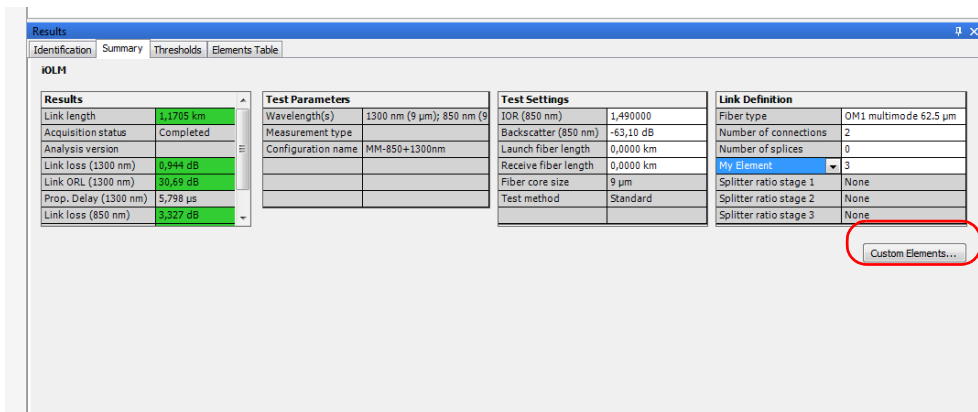 Results
Identification Summary Thresholds Elements Table
iOLM
Results
Link length 1,1705 km
Acquisition status Completed
Analysis version
Link loss (1300 nm) 0,944 dB
Link ORL (1300 nm) 30,69 dB
Prop. Delay (1300 nm) 5,798 µs
Link loss (850 nm) 3,327 dB
Test Parameters
Wavelength(s) 1300 nm (9 µm); 850 nm (9
Measurement type
Configuration name MM-850+1300nm
Test Settings
IOR (850 nm) 1,490000
Backscatter (850 nm) -63,10 dB
Launch fiber length 0,0000 km
Receive fiber length 0,0000 km
Fiber core size 9 µm
Test method Standard
Link Definition
Fiber type OM1 multimode 62.5 µm
Number of connections 2
Number of splices 0
My Element 3
Splitter ratio stage 1 None
Splitter ratio stage 2 None
Splitter ratio stage 3 None
Custom Elements...